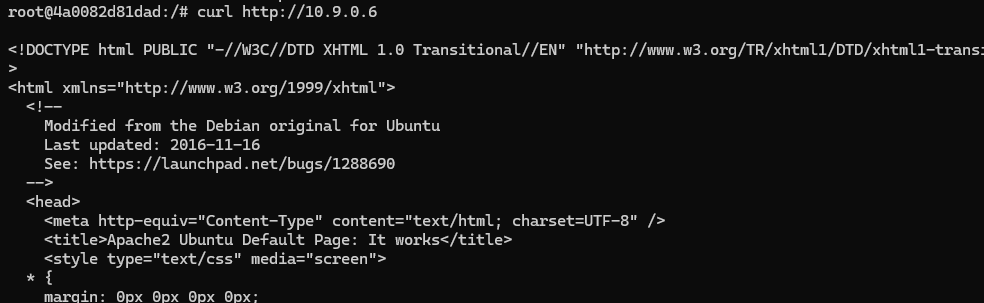 root@4a0082d81dad:/# curl http://10.9.0.6
<!DOCTYPE html PUBLIC "-//W3C//DTD XHTML 1.0 Transitional//EN" "http://www.w3.org/TR/xhtml1/DTD/xhtml1-transi
>
<html xmlns="http://www.w3.org/1999/xhtml">
<!--
Modified from the Debian original for Ubuntu
Last updated: 2016-11-16
See: https://launchpad.net/bugs/1288690
-->
<head>
<meta http-equiv="Content-Type" content="text/html; charset=UTF-8" />
<title>Apache2 Ubuntu Default Page: It works</title>
<style type="text/css" media="screen">
* {
margin: 0px 0px 0px 0px;